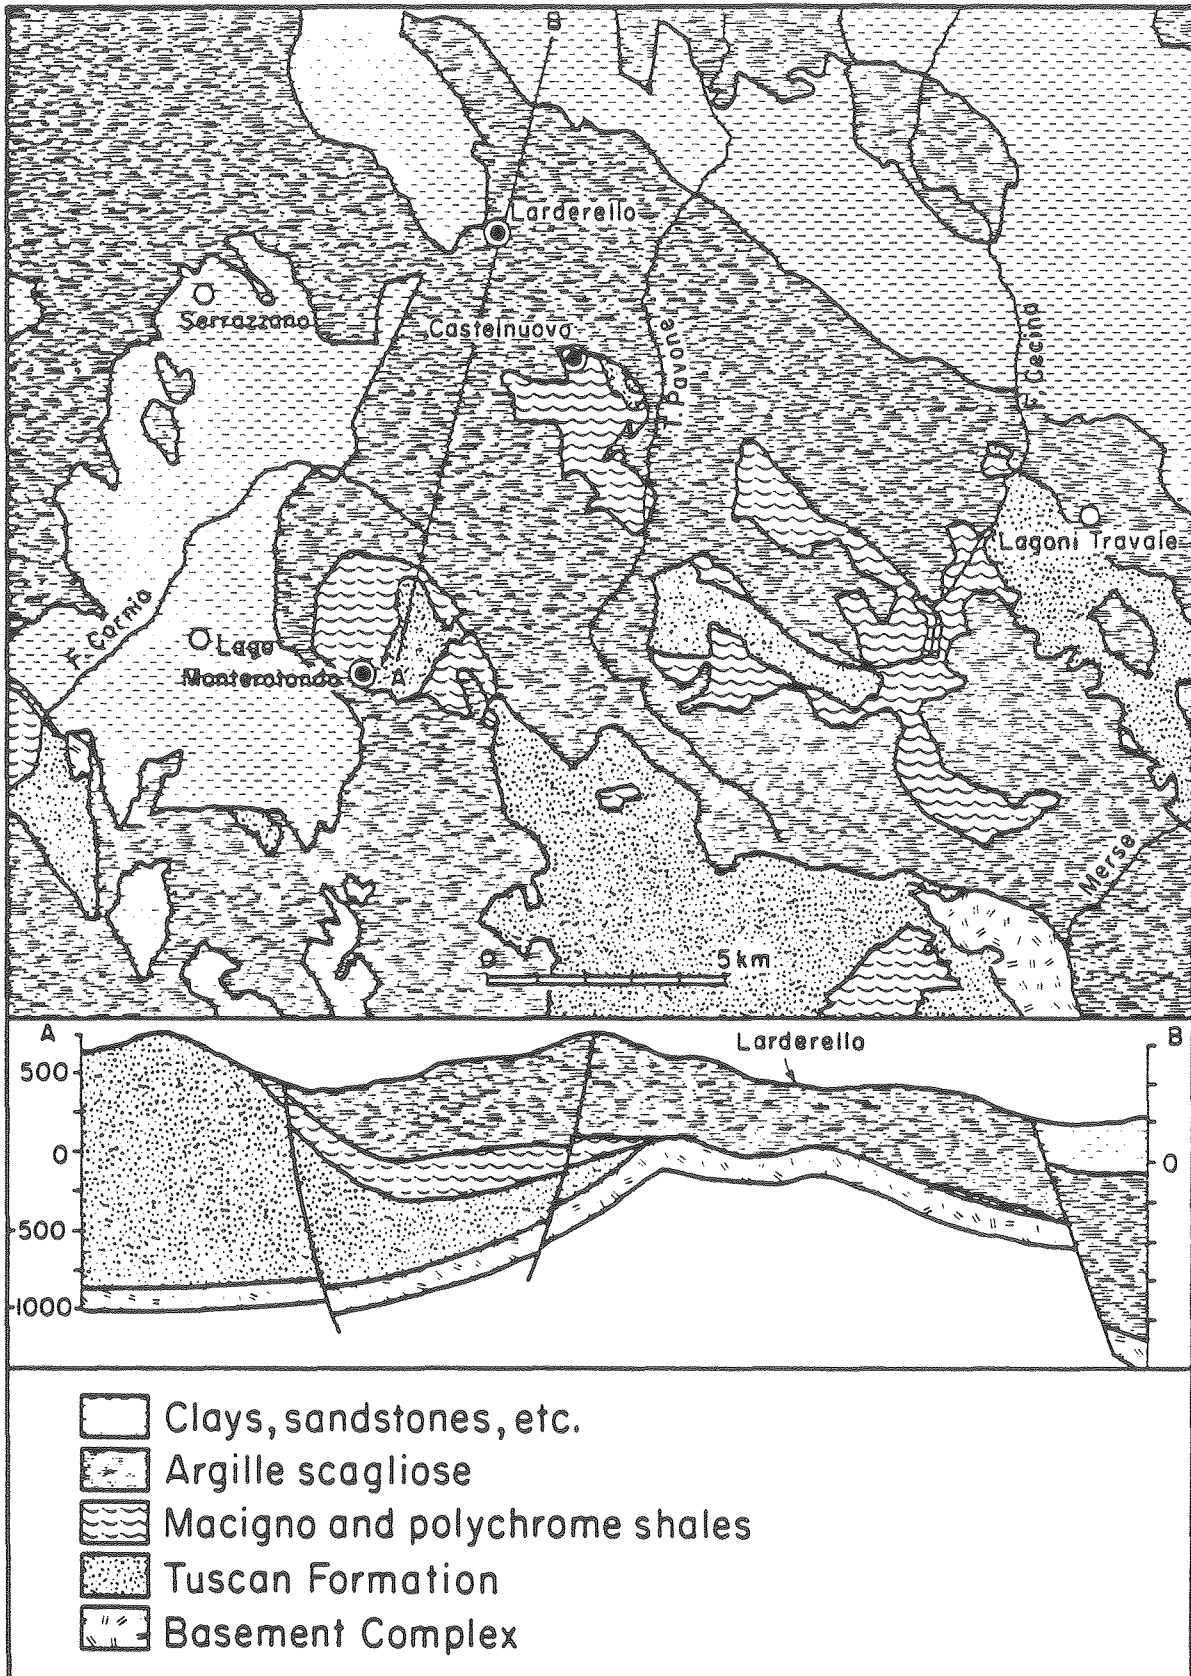 B
Larderello
Serrazzano
Castelnuovo
T. Pavone
F. Cecina
Lagoni Travale
F. Cornia
Lago
Monterotondo
A
Merse
0 5 km
A B
Larderello
500
0 0
-500
-1000
Clays, sandstones, etc.
Argille scagliose
Macigno and polychrome shales
Tuscan Formation
Basement Complex